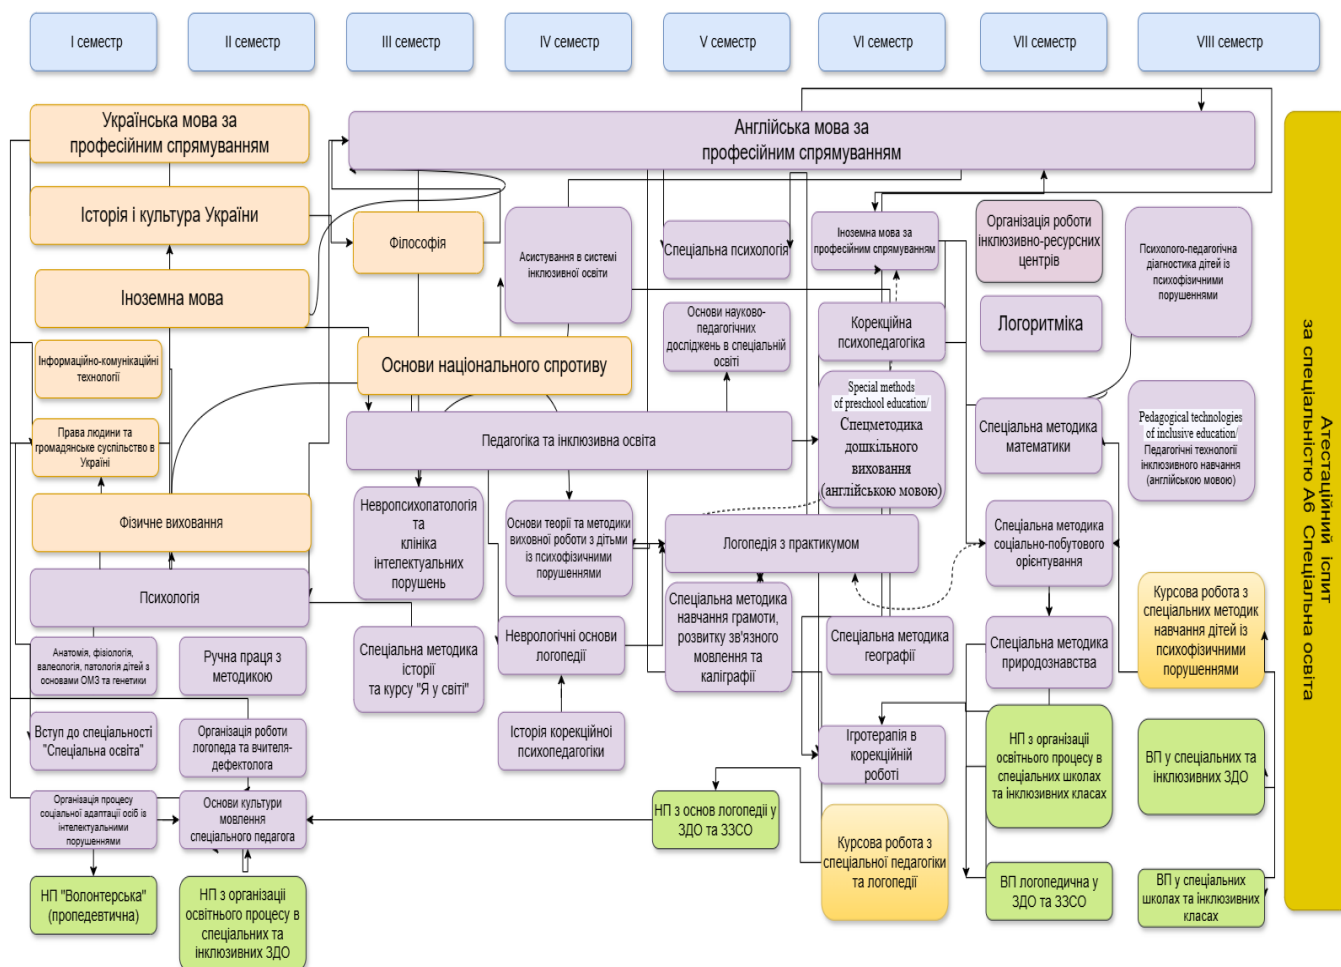 I семестр
II семестр
III семестр
IV семестр
V семестр
VI семестр
VII семестр
VIII семестр
Українська мова за
професійним спрямуванням
Англійська мова за
професійним спрямуванням
Історія і культура України
Філософія
Асистування в системі
інклюзивної освіти
Спеціальна психологія
Іноземна мова за
професійним спрямуванням
Організація роботи
інклюзивно-ресурсних
центрів
Психолого-педагогічна
діагностика дітей із
психофізичними
порушеннями
Іноземна мова
Основи науково-
педагогічних
досліджень в спеціальній
освіті
Корекційна
психопедагогіка
Логоритміка
Інформаційно-комунікаційні
технології
Основи національного спротиву
Special methods
of preschool education/
Спецметодика
дошкільного
виховання
(англійською мовою)
Спеціальна методика
математики
Pedagogical technologies
of inclusive education/
Педагогічні технології
інклюзивного навчання
(англійською мовою)
Права людини та
громадянське суспільство в
Україні
Педагогіка та інклюзивна освіта
Фізичне виховання
Невропсихопатологія
та
клініка
інтелектуальних
порушень
Основи теорії та методики
виховної роботи з дітьми
із психофізичними
порушеннями
Логопедія з практикумом
Спеціальна методика
соціально-побутового
орієнтування
Психологія
Спеціальна методика
навчання грамоти,
розвитку зв'язного
мовлення та
каліграфії
Курсова робота з
спеціальних методик
навчання дітей із
психофізичними
порушеннями
Анатомія, фізіологія,
валеологія, патологія дітей з
основами ОМЗ та генетики
Ручна праця з
методикою
Спеціальна методика
історії
та курсу "Я у світі"
Неврологічні основи
логопедії
Спеціальна методика
географії
Спеціальна методика
природознавства
Вступ до спеціальності
"Спеціальна освіта"
Організація роботи
логопеда та вчителя-
дефектолога
Історія корекційної
психопедагогіки
Ігротерапія в
корекційній
роботі
НП з організаціі
освітнього процесу в
спеціальних школах
та інклюзивних класах
ВП у спеціальних та
інклюзивних ЗДО
Організація процесу
соціальної адаптації осіб із
інтелектуальними
порушеннями
Основи культури
мовлення
спеціального педагога
НП з основ логопедії у
ЗДО та ЗЗСО
Курсова робота з
спеціальної педагогіки
та логопедії
НП "Волонтерська"
(пропедевтична)
НП з організаціі
освітнього процесу в
спеціальних та
інклюзивних ЗДО
ВП логопедична у
ЗДО та ЗЗСО
ВП у спеціальних
школах та інклюзивних
класах
Атестаційний іспит
за спеціальністю А6 Спеціальна освіта